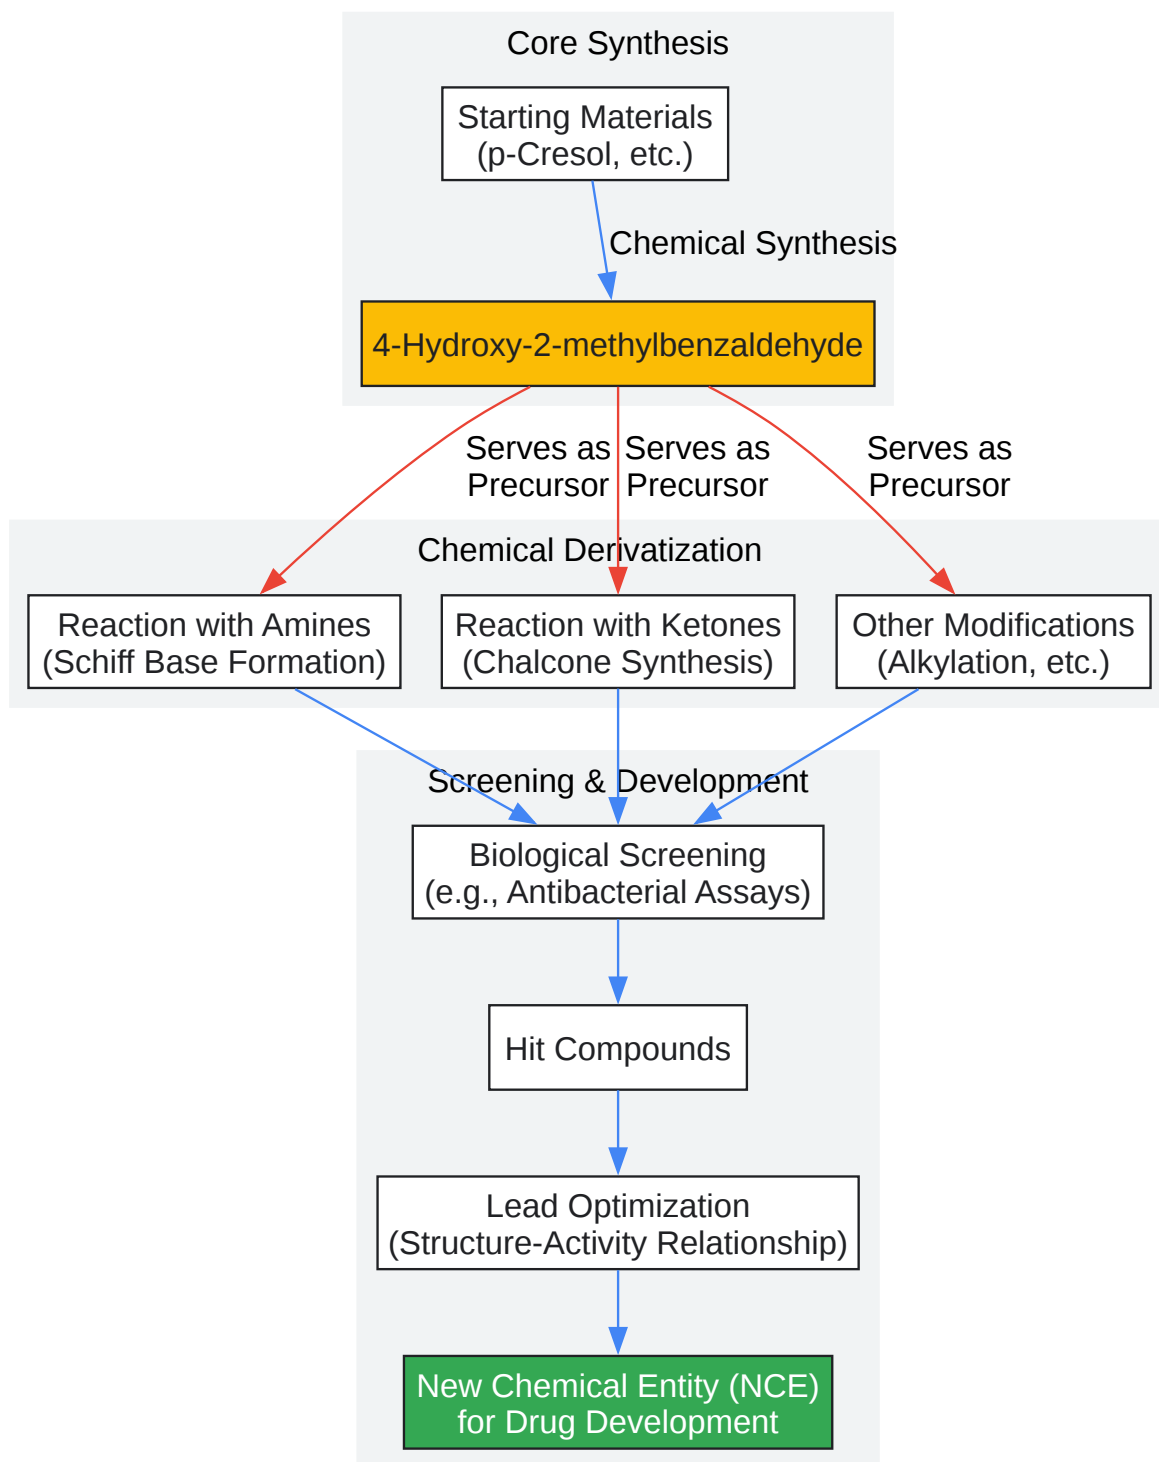 Core Synthesis
Starting Materials
(p-Cresol, etc.)
Chemical Synthesis
4-Hydroxy-2-methylbenzaldehyde
Serves as
Precursor
Serves as
Precursor
Serves as
Precursor
Chemical Derivatization
Reaction with Amines
(Schiff Base Formation)
Reaction with Ketones
(Chalcone Synthesis)
Other Modifications
(Alkylation, etc.)
Screening & Development
Biological Screening
(e.g., Antibacterial Assays)
Hit Compounds
Lead Optimization
(Structure-Activity Relationship)
New Chemical Entity (NCE)
for Drug Development